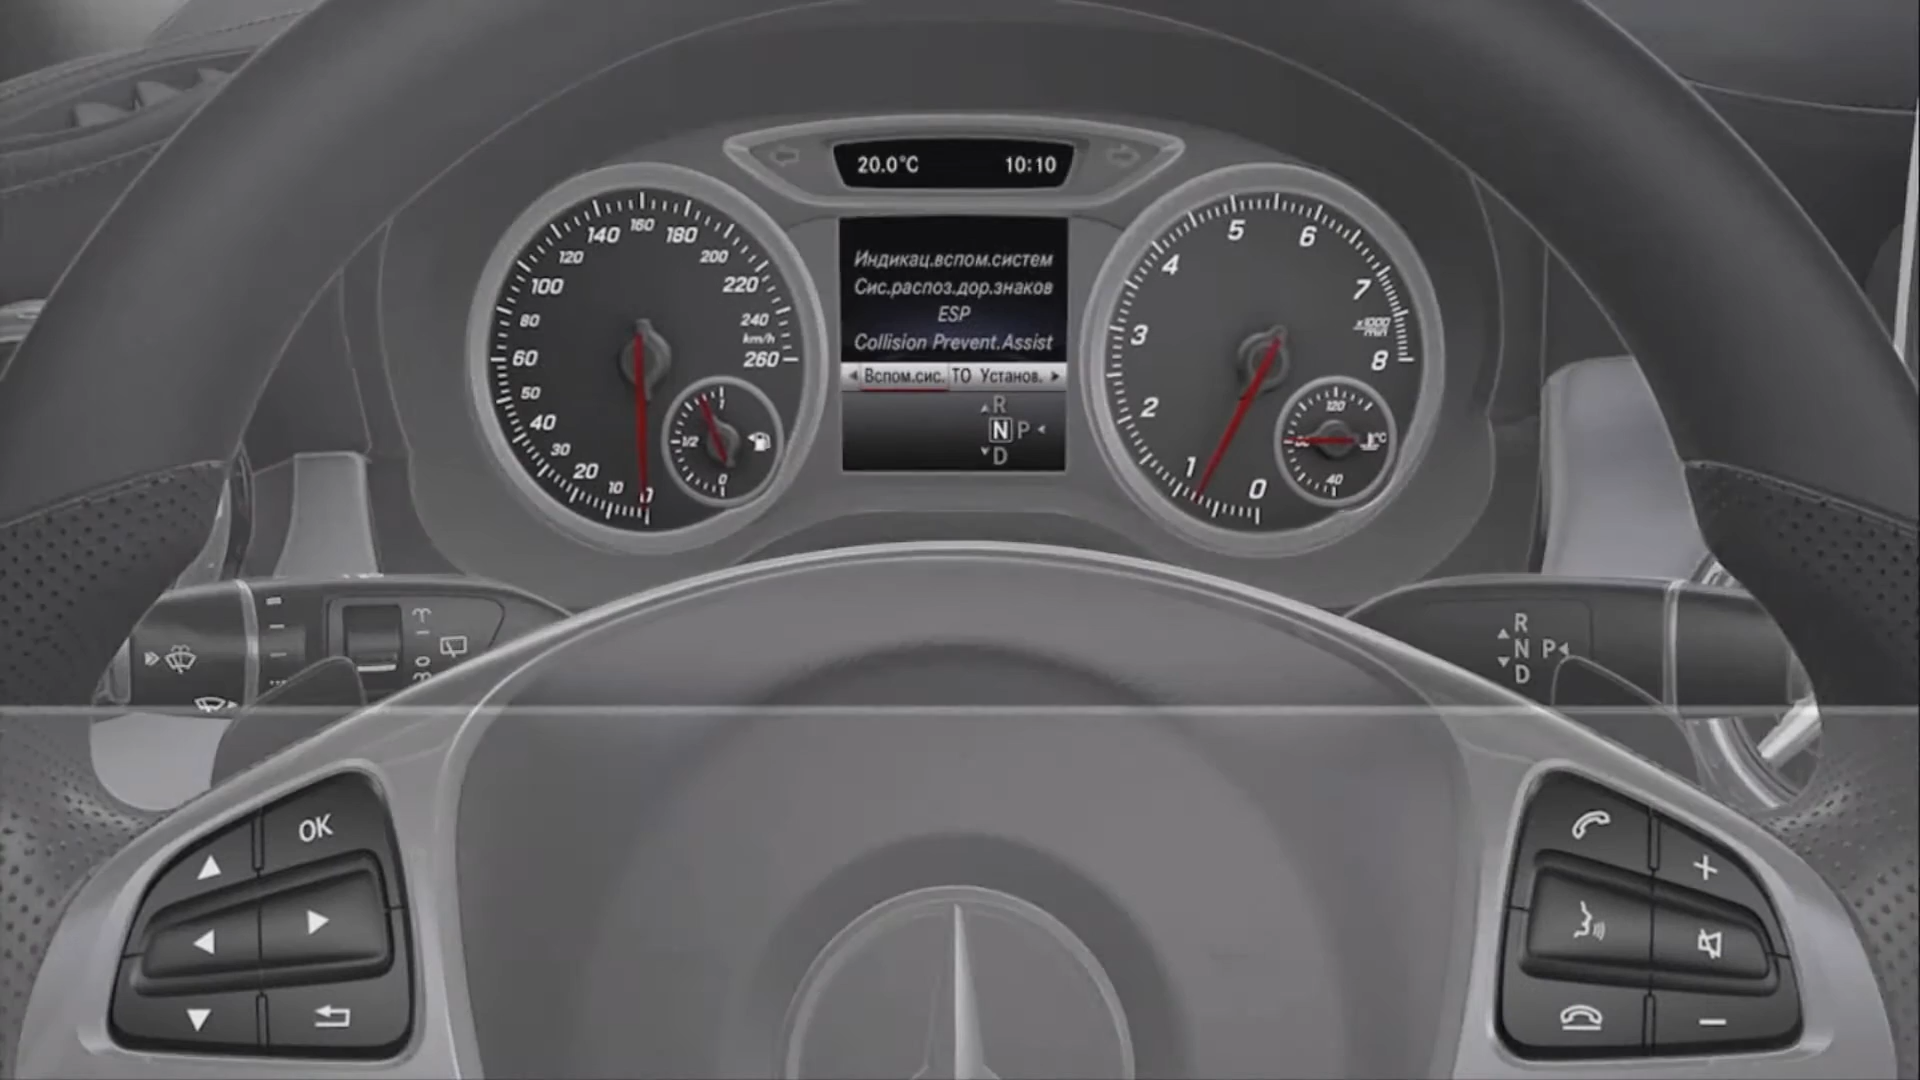 20.0°C 10:10
Индикац.вспом.систем
Сис.распоз.дор.знаков
ESP
Collision Prevent.Assist
Вспом.сис. ТО Установ.
R
N P
D
0
10
20
30
40
50
60
80
100
120
140
160
180
200
220
240
km/h
260
1
1/2
0
0
1
2
3
4
5
6
7
x1000
min
8
120
°C
40
R
N P
D
0
OK
+
−